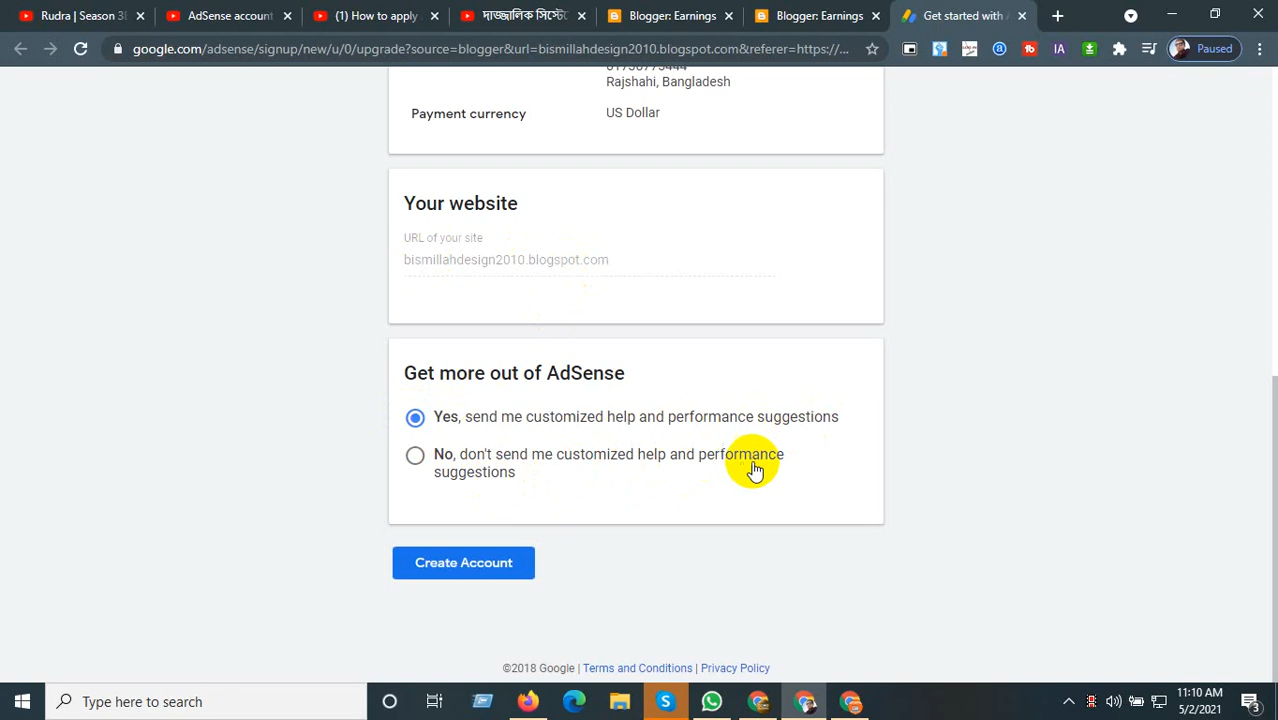 Rudra | Season 3
AdSense account
(1) How to apply
দাজ্জালিক সিস্টে
Blogger: Earnings
Blogger: Earnings
Get started with A
google.com/adsense/signup/new/u/0/upgrade?source=blogger&url=bismillahdesign2010.blogspot.com&referer=https://...
IA
Paused
Rajshahi, Bangladesh
Payment currency
US Dollar
Your website
URL of your site
bismillahdesign2010.blogspot.com
Get more out of AdSense
Yes, send me customized help and performance suggestions
No, don't send me customized help and performance
suggestions
Create Account
©2018 Google | Terms and Conditions | Privacy Policy
Type here to search
11:10 AM
5/2/2021
3